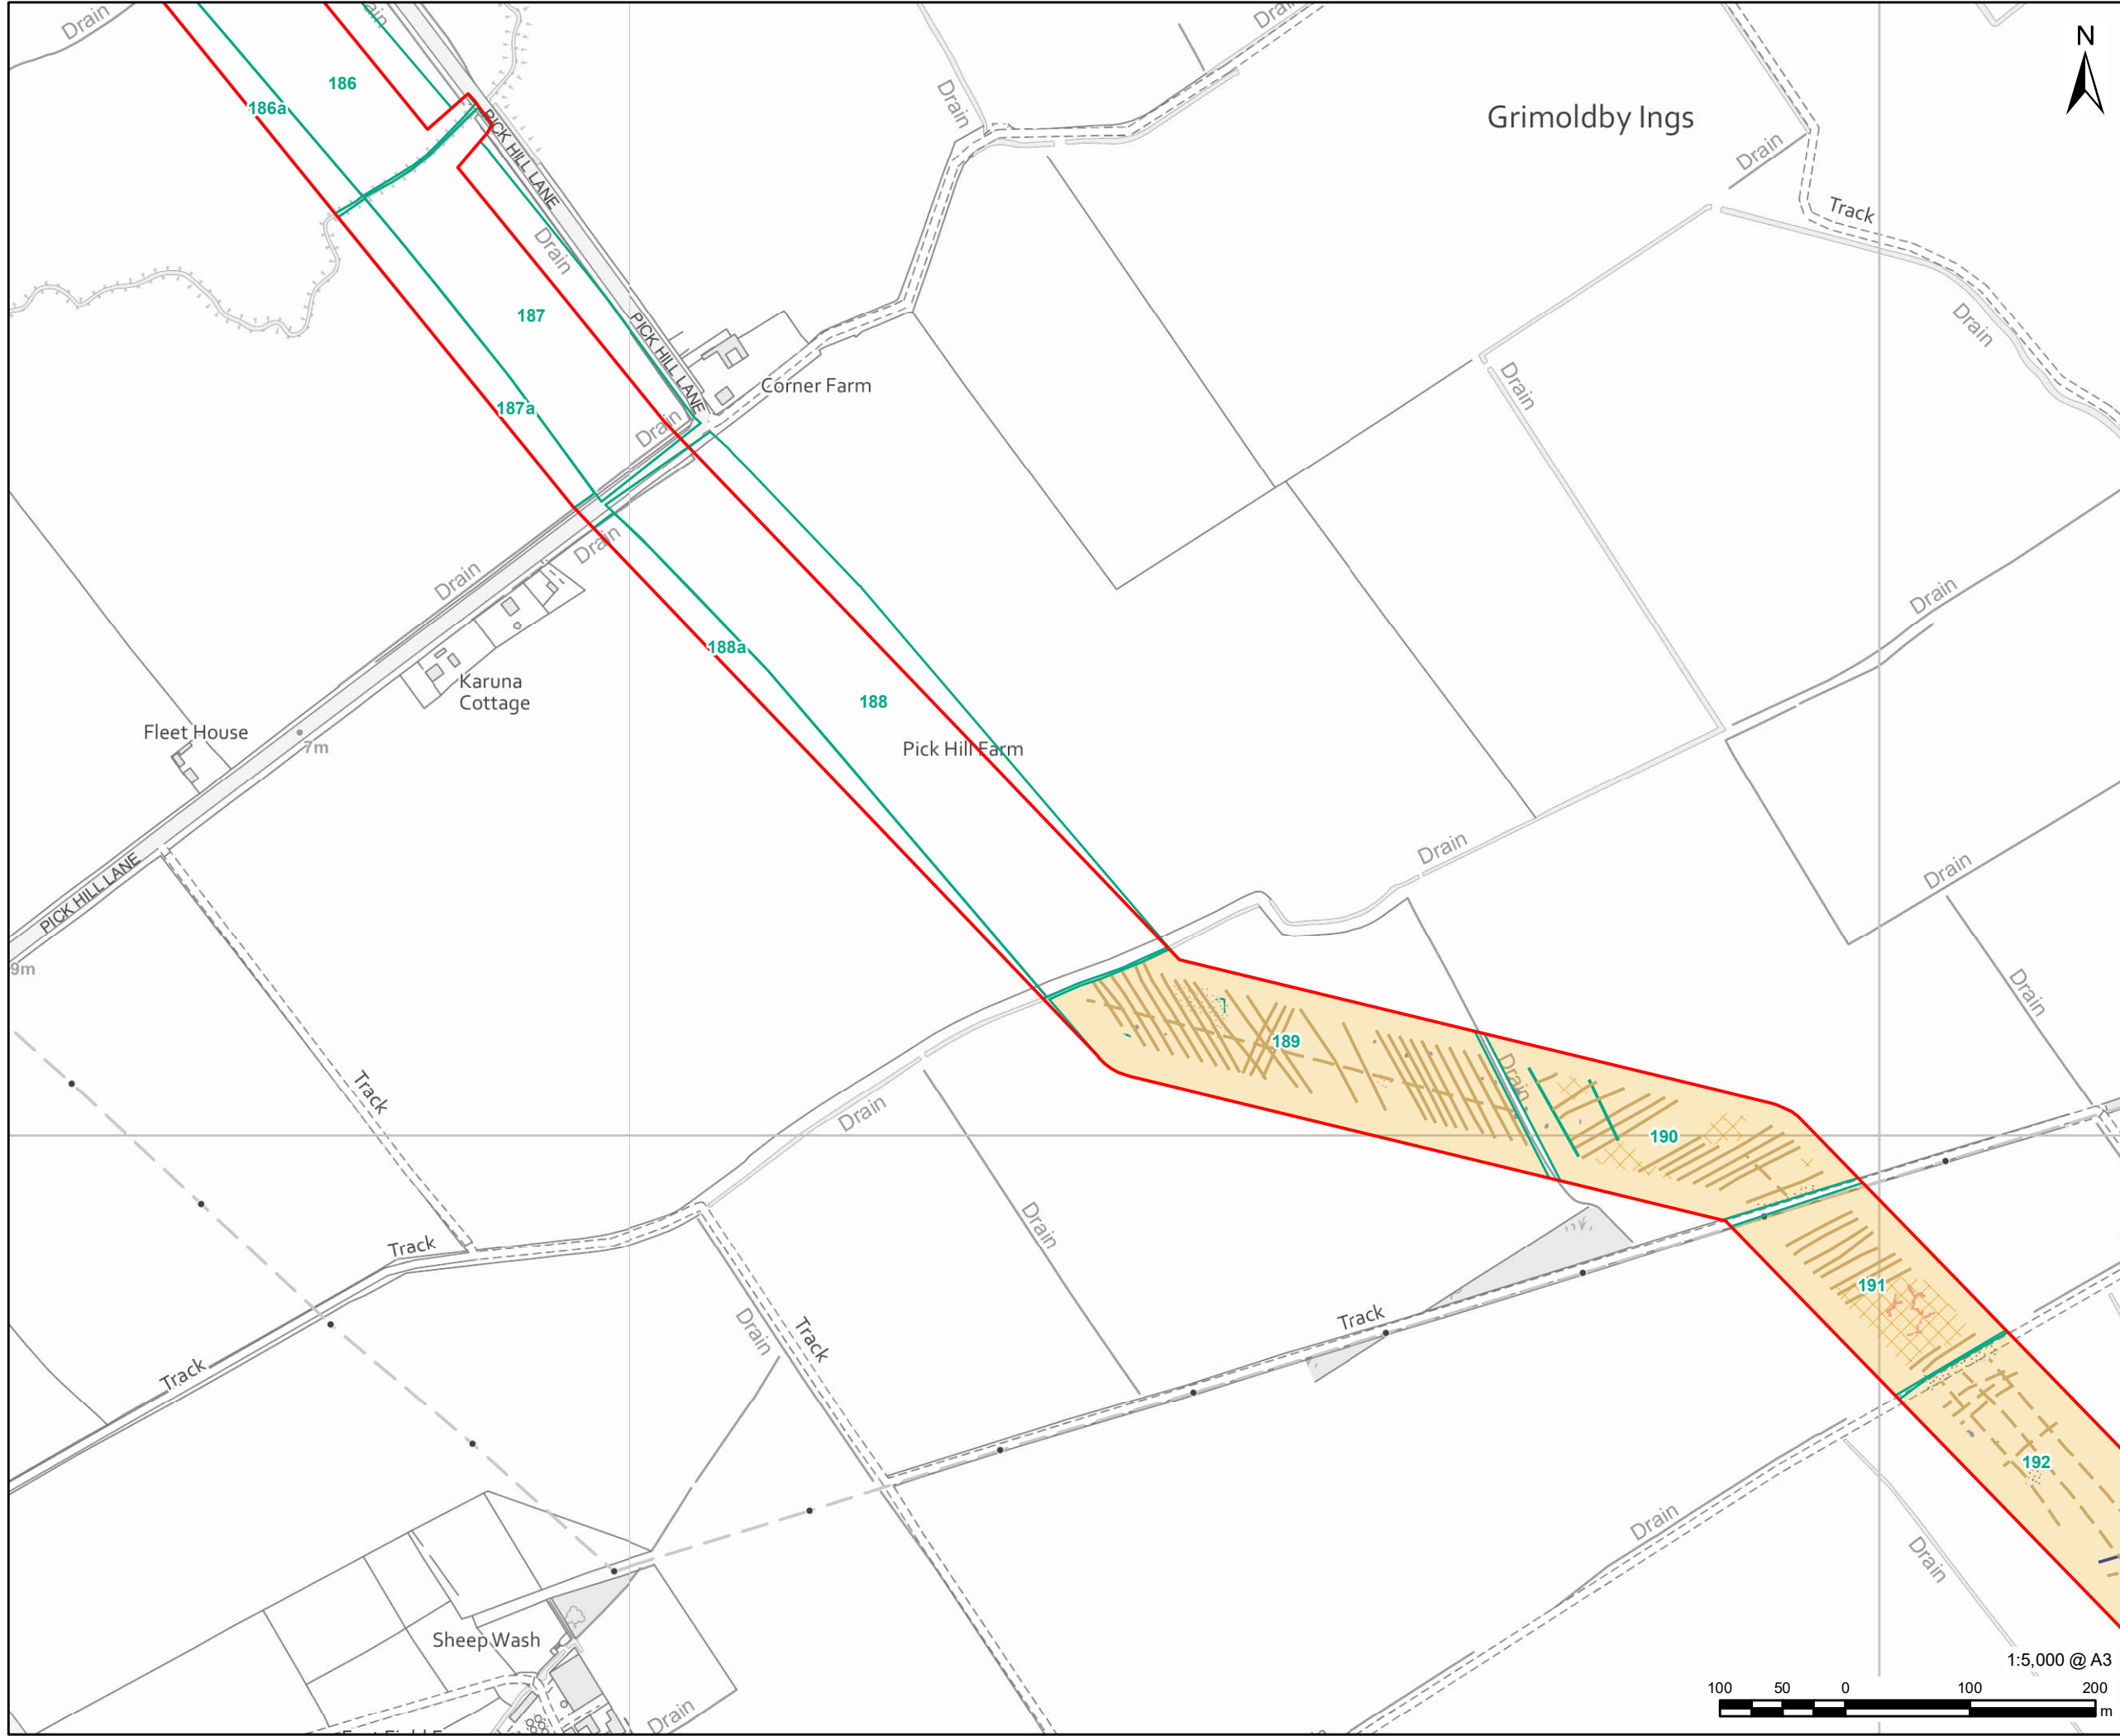 Drain
Drain
N
186
186a
PICK HILL LANE
Drain
Grimoldby Ings
Drain
Track
Drain
187
PICK HILL LANE
Drain
187a
Corner Farm
Drain
Drain
Drain
Drain
188a
Karuna
Cottage
188
Drain
Fleet House
7m
Pick Hill Farm
PICK HILL LANE
9m
Drain
Drain
Drain
189
Drain
Track
Drain
190
Track
Drain
191
Track
Drain
Track
Track
192
Drain
Drain
Sheep Wash
Drain
1:5,000 @ A3
100 50 0 100 200
m